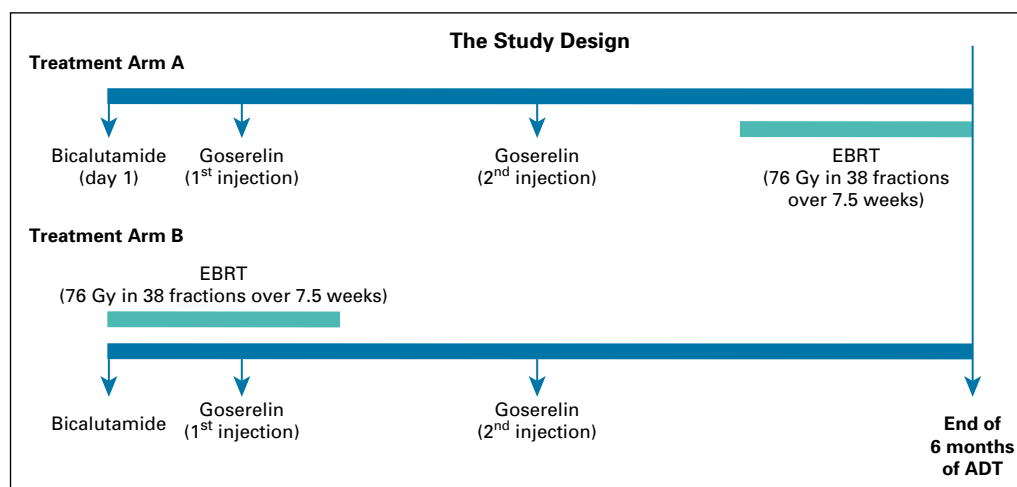 The Study Design
Treatment Arm A
Bicalutamide
(day 1)
Goserelin
(1st injection)
Goserelin
(2nd injection)
EBRT
(76 Gy in 38 fractions
over 7.5 weeks)
Treatment Arm B
EBRT
(76 Gy in 38 fractions over 7.5 weeks)
Bicalutamide
Goserelin
(1st injection)
Goserelin
(2nd injection)
End of
6 months
of ADT